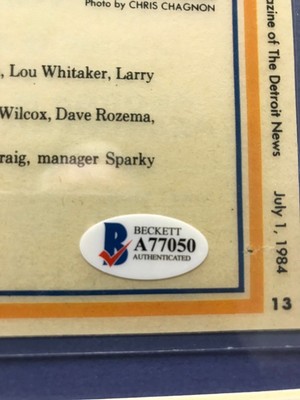 Photo by CHRIS CHAGNON
, Lou Whitaker, Larry
Wilcox, Dave Rozema,
raig, manager Sparky
BECKETT
A77050
AUTHENTICATED
azine of The Detroit News
July 1, 1984
13